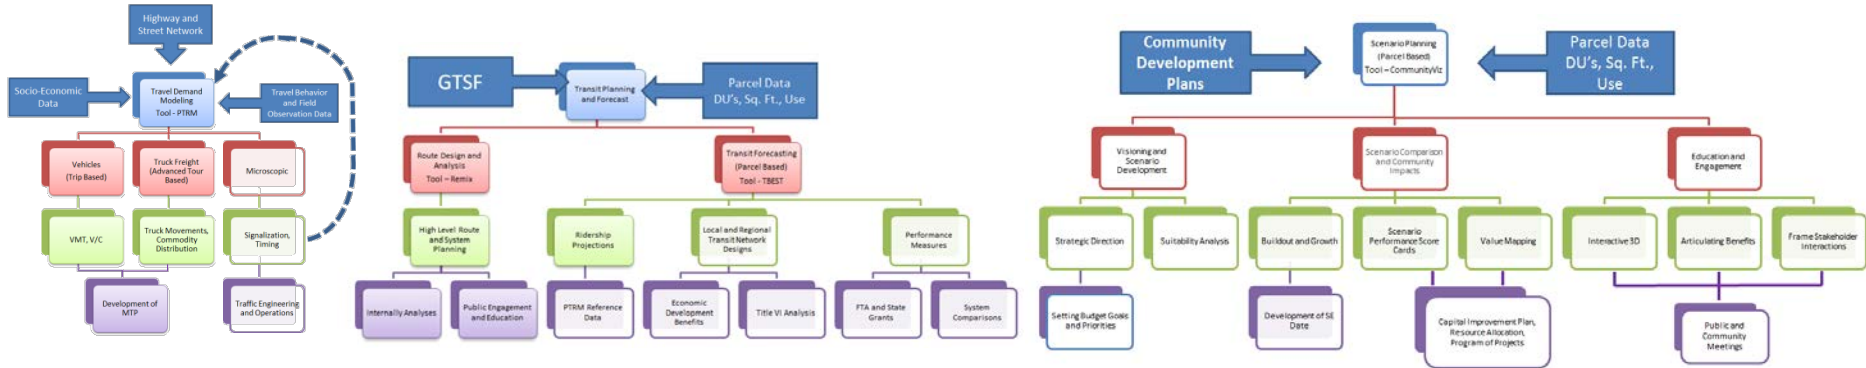 Highway and
Street Network
Socio-Economic
Data
Travel Demand
Modeling
Tool - PTRM
Travel Behavior
and Field
Observation Data
Vehicles
(Trip Based)
Truck Freight
(Advanced Tour
Based)
Microscopic
VMT, V/C
Truck Movements,
Commodity
Distribution
Signalization,
Timing
Development of
MTP
Traffic Engineering
and Operations
GTSF
Transit Planning
and Forecast
Parcel Data
DU's, Sq. Ft., Use
Route Design and
Analysis
Tool – Remix
Transit Forecasting
(Parcel Based)
Tool - TBEST
High Level Route
and System
Planning
Ridership
Projections
Local and Regional
Transit Network
Designs
Performance
Measures
Internally Analyses
Public Engagement
and Education
PTRM Reference
Data
Economic
Development
Benefits
Title VI Analysis
FTA and State
Grants
System
Comparisons
Community
Development
Plans
Scenario Planning
(Parcel Based)
Tool – CommunityViz
Parcel Data
DU's, Sq. Ft.,
Use
Visioning and
Scenario
Development
Scenario Comparison
and Community
Impacts
Education and
Engagement
Strategic Direction
Suitability Analysis
Buildout and Growth
Scenario
Performance Score
Cards
Value Mapping
Interactive 3D
Articulating Benefits
Frame Stakeholder
Interactions
Setting Budget Goals
and Priorities
Development of SE
Date
Capital Improvement Plan,
Resource Allocation,
Program of Projects
Public and
Community
Meetings